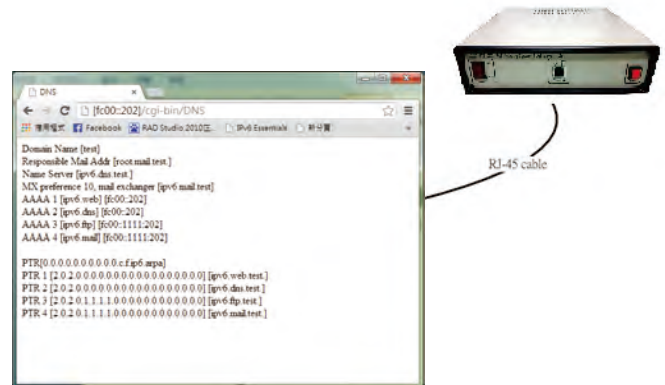 DNS
[fc00::202]/cgi-bin/DNS
應用程式 Facebook RAD Studio 2010 IPv6 Essentials 新分頁
Domain Name [test]
Responsible Mail Addr [root.mail.test.]
Name Server [ipv6.dns.test.]
MX preference 10, mail exchanger [ipv6.mail.test]
AAAA 1 [ipv6.web] [fc00::202]
AAAA 2 [ipv6.dns] [fc00::202]
AAAA 3 [ipv6.ftp] [fc00::1111:202]
AAAA 4 [ipv6.mail] [fc00::1111:202]
PTR[0.0.0.0.0.0.0.0.0.0.c.f.ip6.arpa]
PTR 1 [2.0.2.0.0.0.0.0.0.0.0.0.0.0.0.0.0.0.0.0] [ipv6.web.test.]
PTR 2 [2.0.2.0.0.0.0.0.0.0.0.0.0.0.0.0.0.0.0.0] [ipv6.dns.test.]
PTR 3 [2.0.2.0.1.1.1.1.0.0.0.0.0.0.0.0.0.0.0.0] [ipv6.ftp.test.]
PTR 4 [2.0.2.0.1.1.1.1.0.0.0.0.0.0.0.0.0.0.0.0] [ipv6.mail.test.]
RJ-45 cable